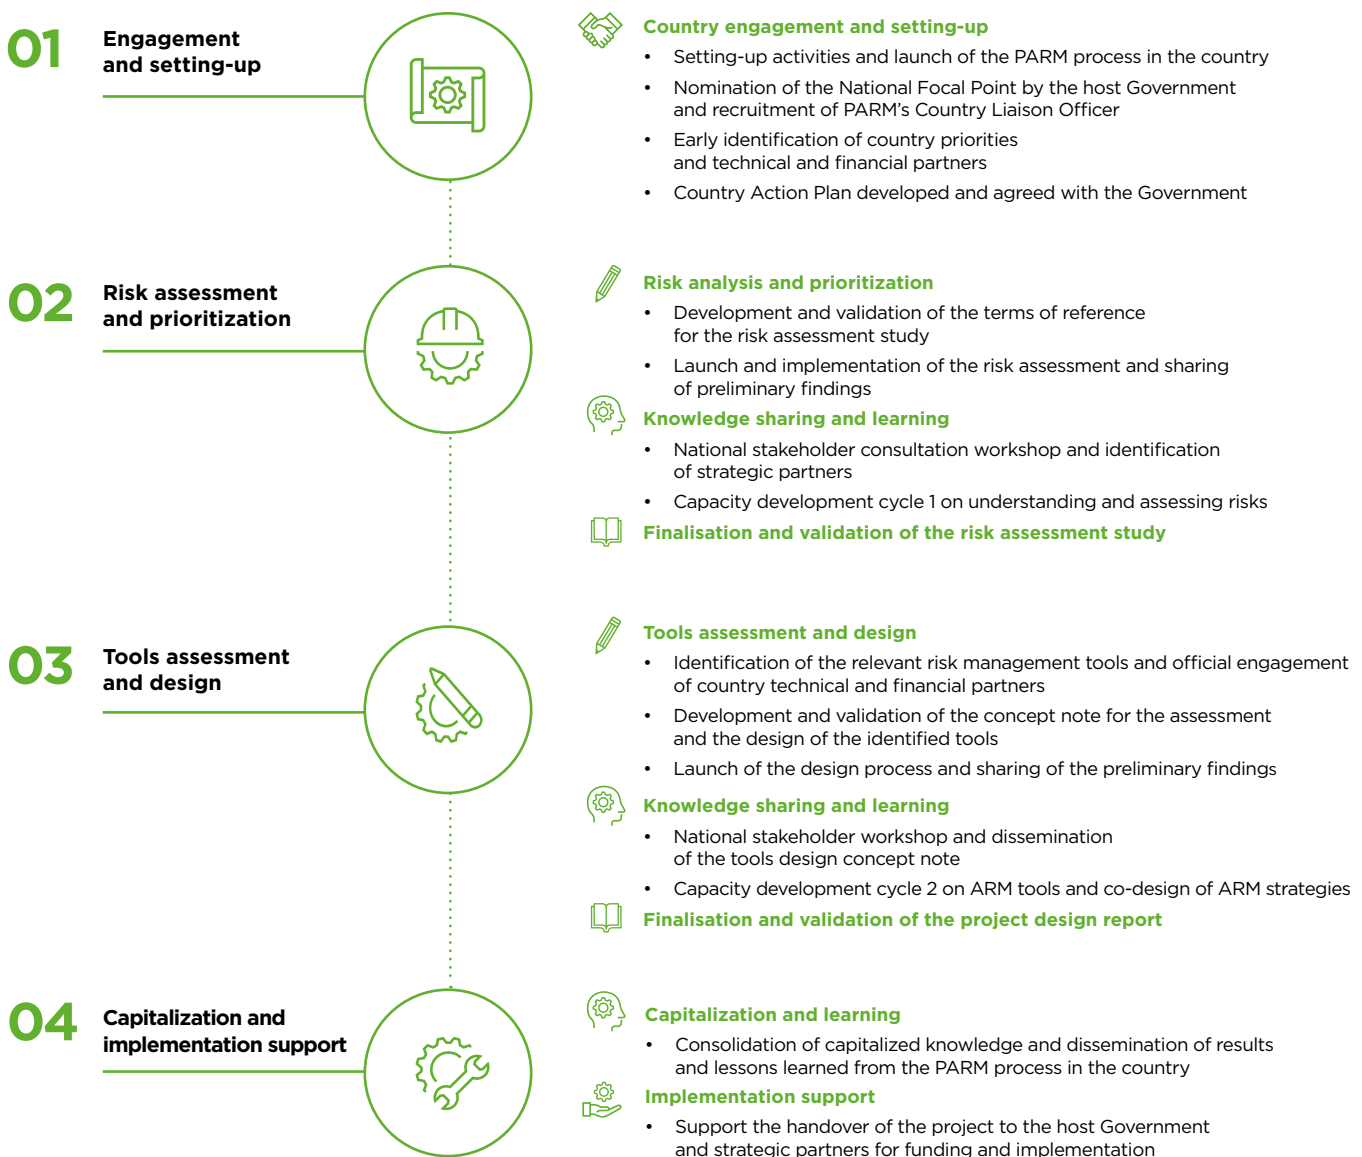 01
Engagement
and setting-up
Country engagement and setting-up
• Setting-up activities and launch of the PARM process in the country
• Nomination of the National Focal Point by the host Government
and recruitment of PARM's Country Liaison Officer
• Early identification of country priorities
and technical and financial partners
• Country Action Plan developed and agreed with the Government
02
Risk assessment
and prioritization
Risk analysis and prioritization
• Development and validation of the terms of reference
for the risk assessment study
• Launch and implementation of the risk assessment and sharing
of preliminary findings
Knowledge sharing and learning
• National stakeholder consultation workshop and identification
of strategic partners
• Capacity development cycle 1 on understanding and assessing risks
Finalisation and validation of the risk assessment study
03
Tools assessment
and design
Tools assessment and design
• Identification of the relevant risk management tools and official engagement
of country technical and financial partners
• Development and validation of the concept note for the assessment
and the design of the identified tools
• Launch of the design process and sharing of the preliminary findings
Knowledge sharing and learning
• National stakeholder workshop and dissemination
of the tools design concept note
• Capacity development cycle 2 on ARM tools and co-design of ARM strategies
Finalisation and validation of the project design report
04
Capitalization and
implementation support
Capitalization and learning
• Consolidation of capitalized knowledge and dissemination of results
and lessons learned from the PARM process in the country
Implementation support
• Support the handover of the project to the host Government
and strategic partners for funding and implementation